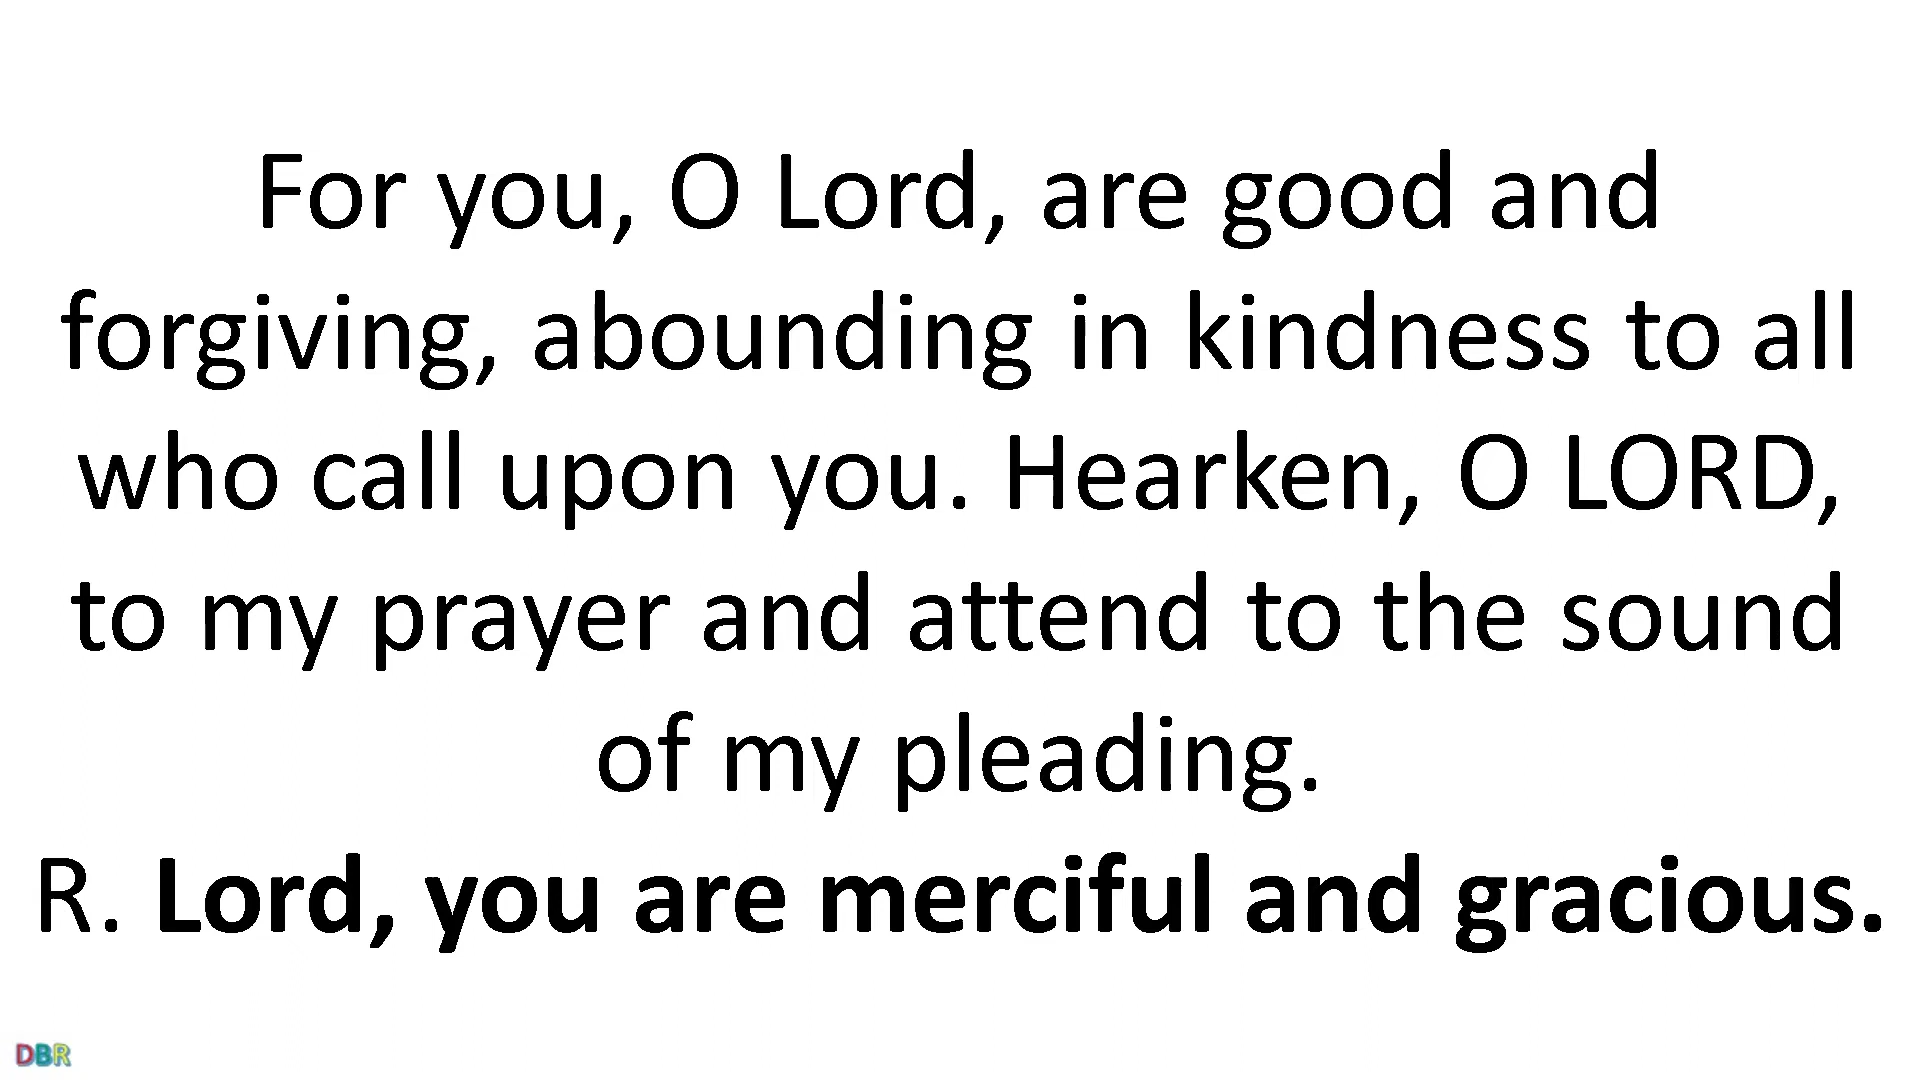 For you, O Lord, are good and
forgiving, abounding in kindness to all
who call upon you. Hearken, O LORD,
to my prayer and attend to the sound
of my pleading.
R. Lord, you are merciful and gracious.
DBR